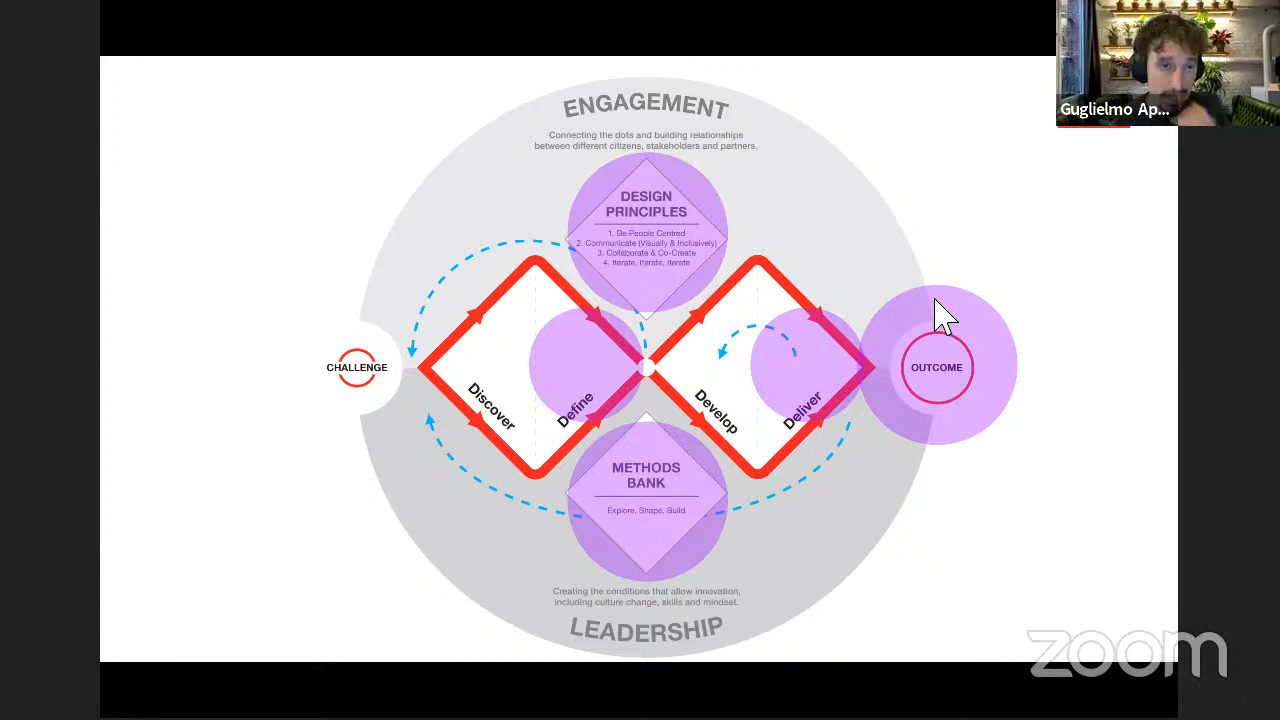 Guglielmo Ap...
ENGAGEMENT
Connecting the dots and building relationships
between different citizens, stakeholders and partners.
DESIGN
PRINCIPLES
1. Be People Centred
2. Communicate (Visually & Inclusively)
3. Collaborate & Co-Create
4. Iterate, Iterate, Iterate
CHALLENGE
Discover
Define
Develop
Deliver
OUTCOME
METHODS
BANK
Explore, Shape, Build
Creating the conditions that allow innovation,
including culture change, skills and mindset.
LEADERSHIP
zoom